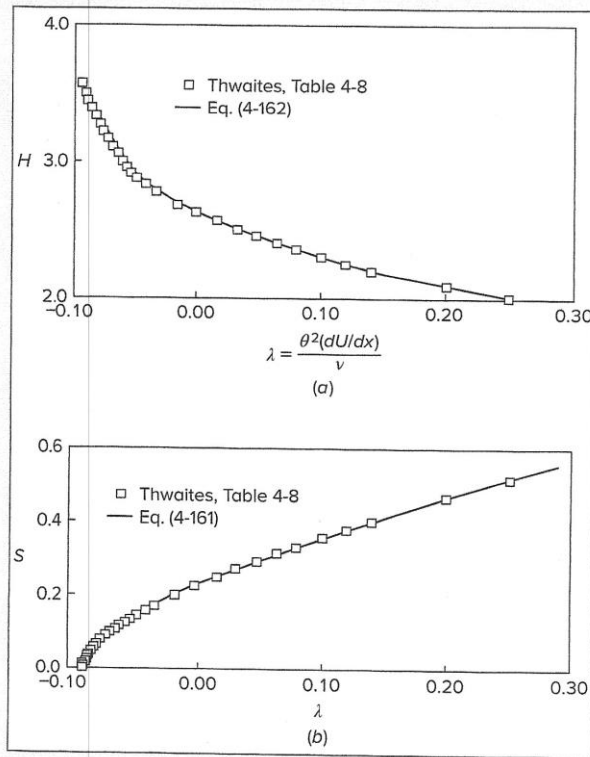 4.0
H
3.0
2.0
□ Thwaites, Table 4-8
— Eq. (4-162)
−0.10 0.00 0.10 0.20 0.30
λ = θ²(dU/dx)/ν
(a)
0.6
0.4
S
0.2
0.0
□ Thwaites, Table 4-8
— Eq. (4-161)
−0.10 0.00 0.10 0.20 0.30
λ
(b)